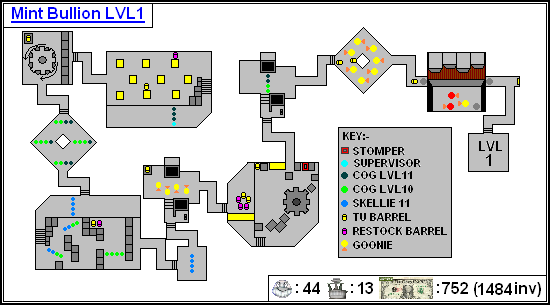 Mint Bullion LVL1
KEY:-
STOMPER
SUPERVISOR
COG LVL11
COG LVL10
SKELLIE 11
TU BARREL
RESTOCK BARREL
GOONIE
LVL
1
: 44 : 13 :752 (1484inv)